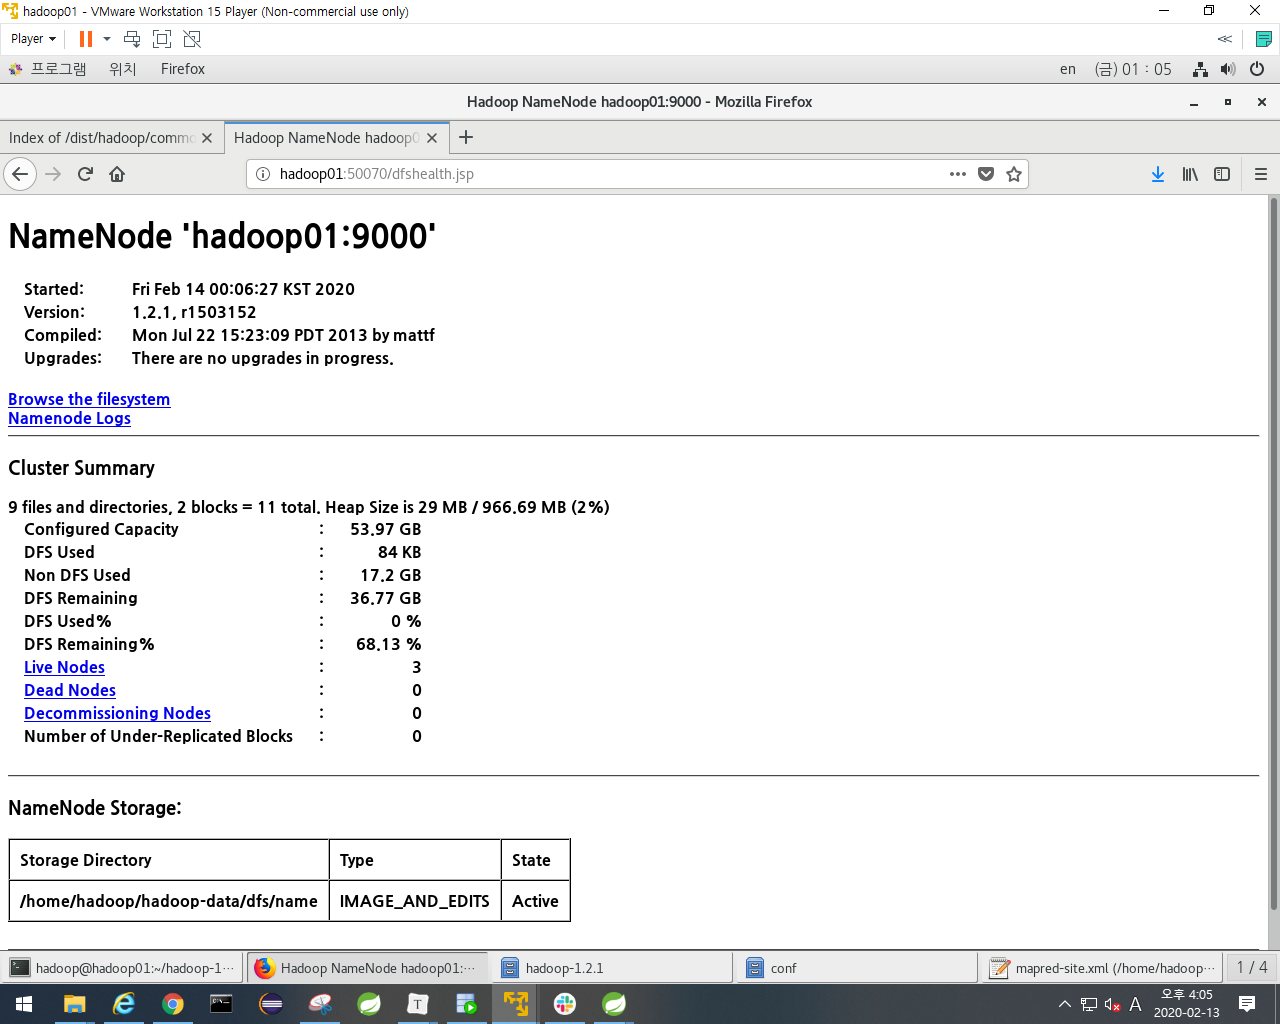 hadoop01 - VMware Workstation 15 Player (Non-commercial use only)
Player
프로그램 위치 Firefox en (금) 01 : 05
Hadoop NameNode hadoop01:9000 - Mozilla Firefox
Index of /dist/hadoop/commo Hadoop NameNode hadoop0
hadoop01:50070/dfshealth.jsp
NameNode 'hadoop01:9000'
Started: Fri Feb 14 00:06:27 KST 2020
Version: 1.2.1, r1503152
Compiled: Mon Jul 22 15:23:09 PDT 2013 by mattf
Upgrades: There are no upgrades in progress.
Browse the filesystem
Namenode Logs
Cluster Summary
9 files and directories, 2 blocks = 11 total. Heap Size is 29 MB / 966.69 MB (2%)
Configured Capacity : 53.97 GB
DFS Used : 84 KB
Non DFS Used : 17.2 GB
DFS Remaining : 36.77 GB
DFS Used% : 0 %
DFS Remaining% : 68.13 %
Live Nodes : 3
Dead Nodes : 0
Decommissioning Nodes : 0
Number of Under-Replicated Blocks : 0
NameNode Storage:
Storage Directory Type State
/home/hadoop/hadoop-data/dfs/name IMAGE_AND_EDITS Active
hadoop@hadoop01:~/hadoop-1··· Hadoop NameNode hadoop01:··· hadoop-1.2.1 conf mapred-site.xml (/home/hadoop··· 1 / 4
T A 오후 4:05
2020-02-13